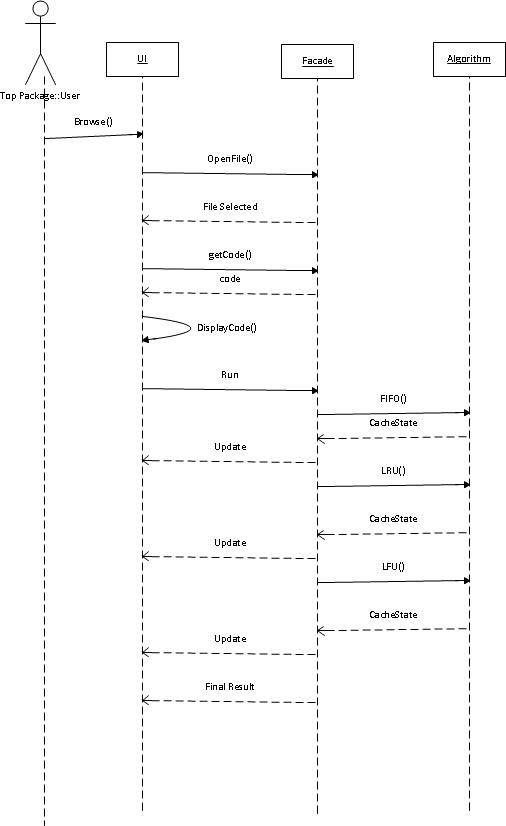 UI
Facade
Algorithm
Top Package::User
Browse()
OpenFile()
File Selected
getCode()
code
DisplayCode()
Run
FIFO()
CacheState
Update
LRU()
CacheState
Update
LFU()
CacheState
Update
Final Result